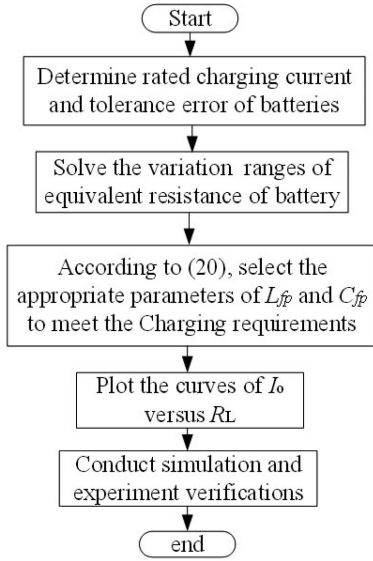 Start
Determine rated charging current
and tolerance error of batteries
Solve the variation ranges of
equivalent resistance of battery
According to (20), select the
appropriate parameters of Lfp and Cfp
to meet the Charging requirements
Plot the curves of Io
versus RL
Conduct simulation and
experiment verifications
end